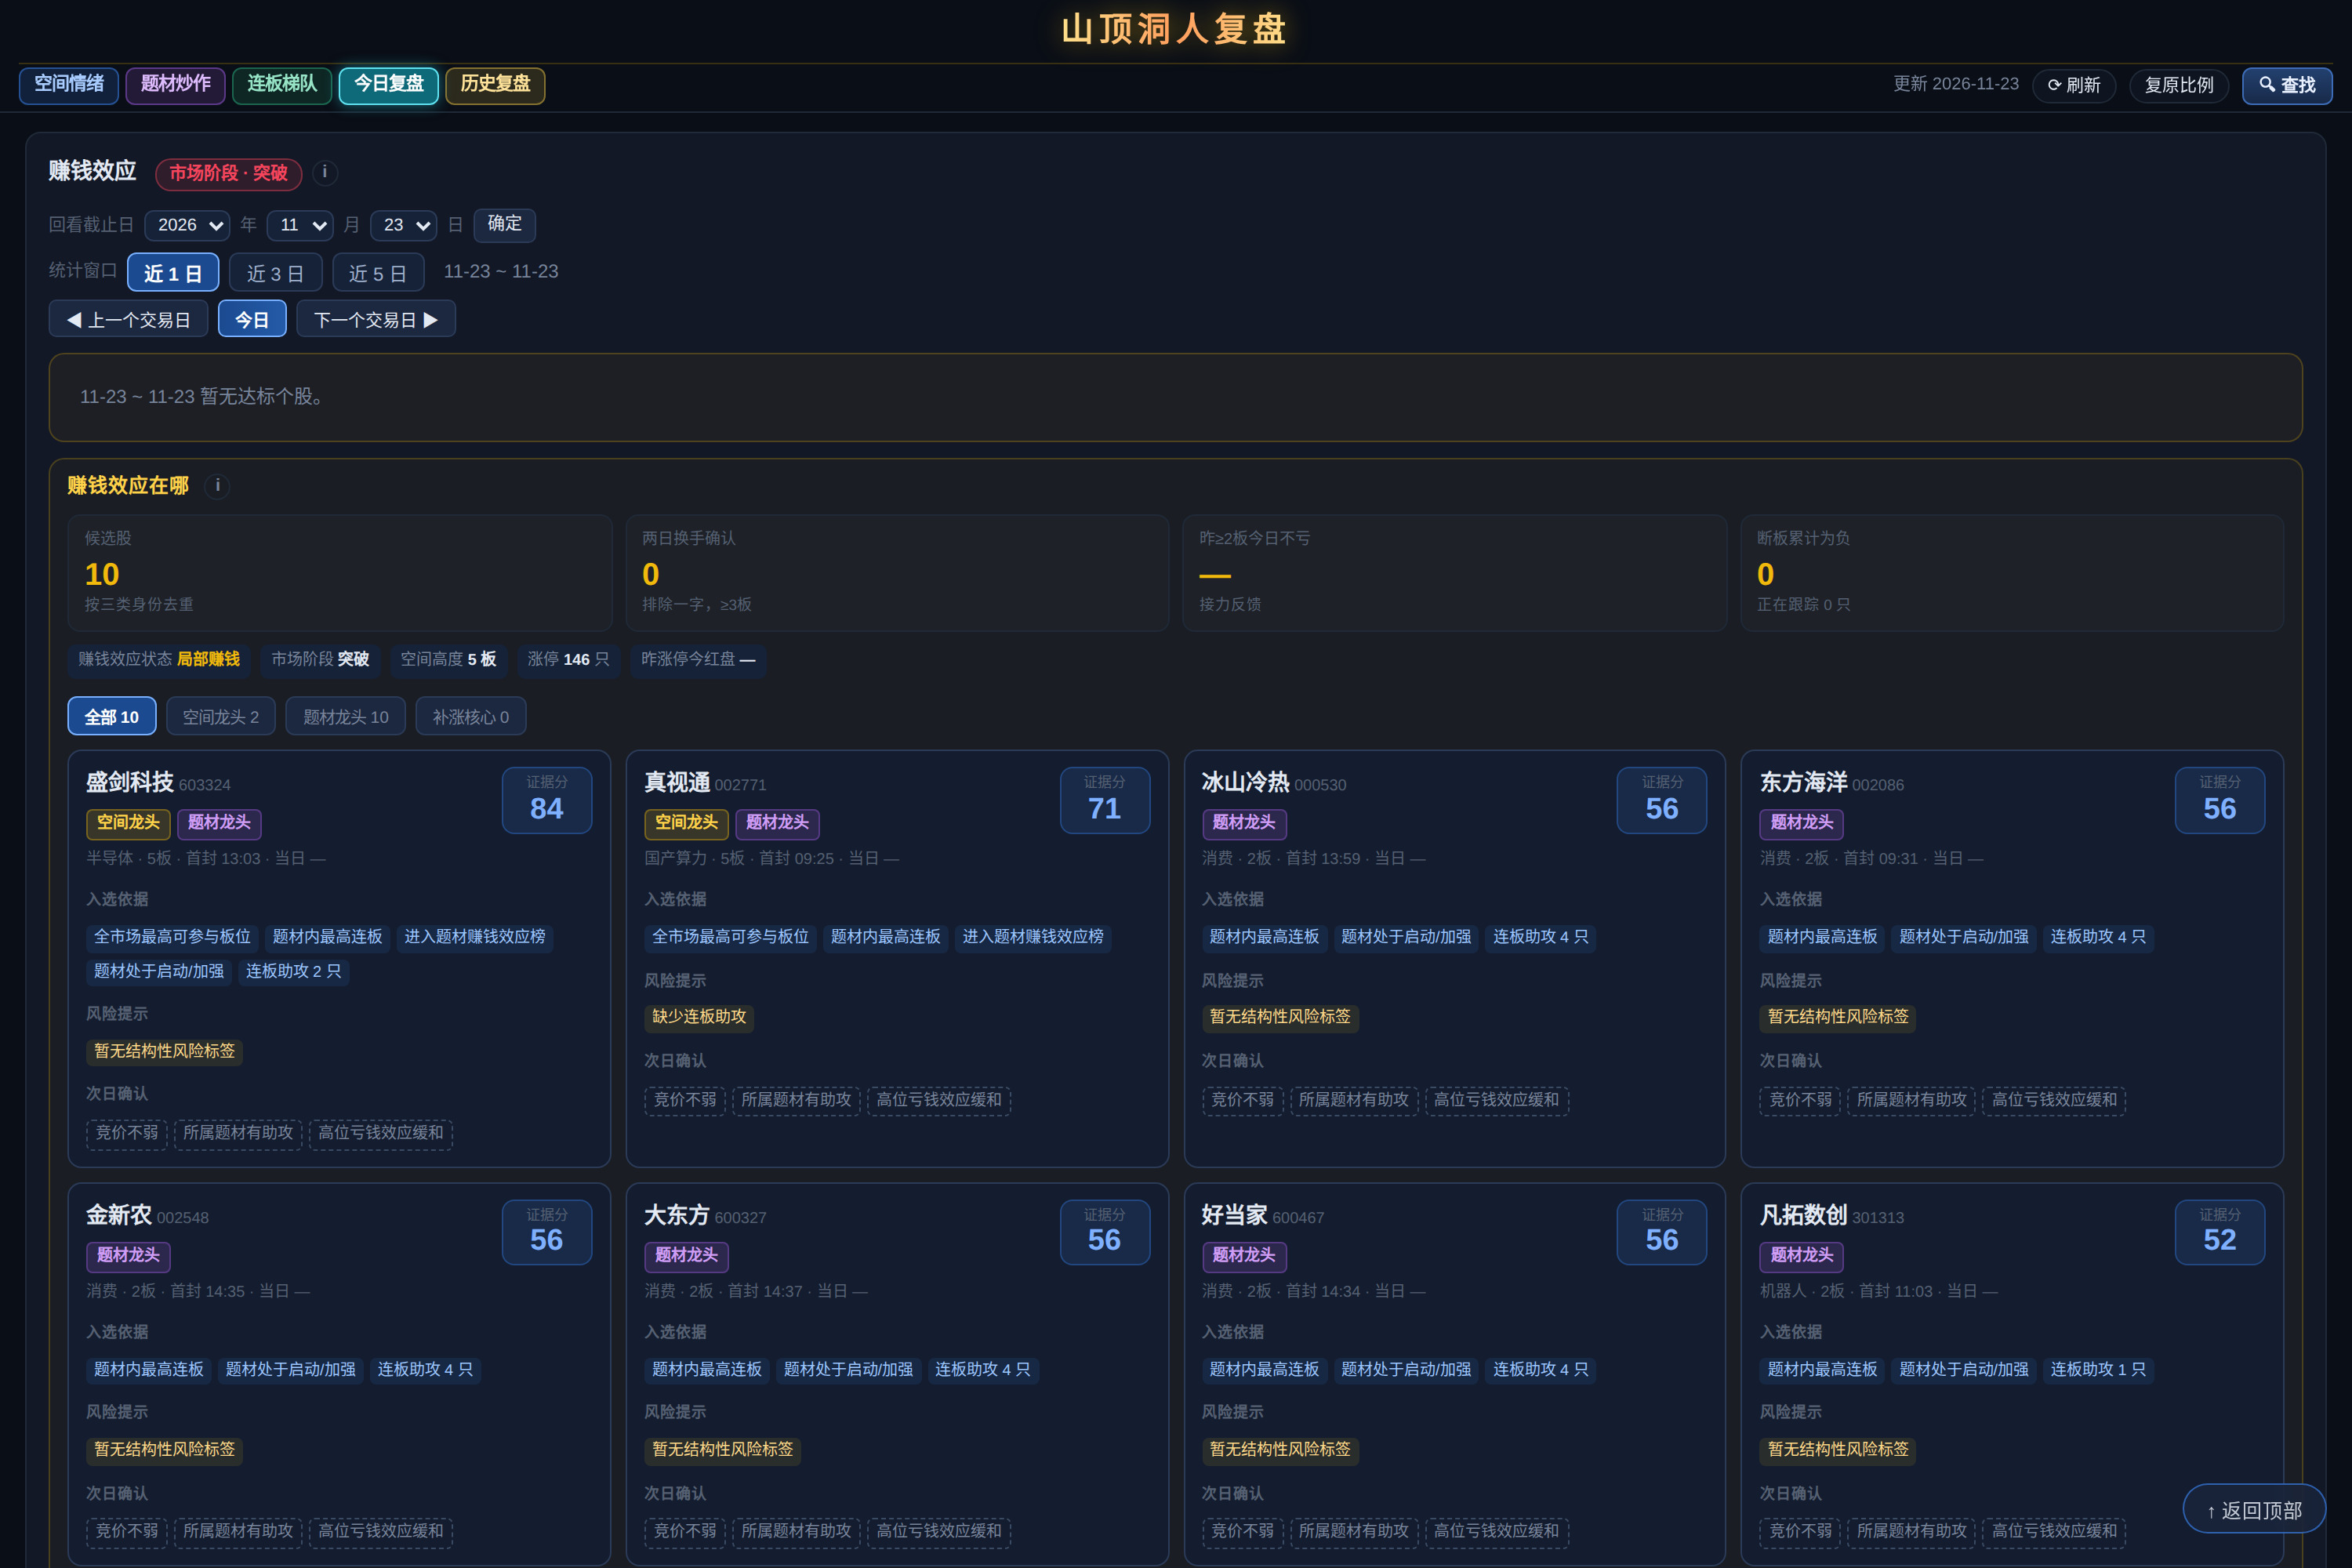 山顶洞人复盘
空间情绪 题材炒作 连板梯队 今日复盘 历史复盘 更新 2026-11-23 ⟳ 刷新 复原比例 🔍 查找
赚钱效应 市场阶段 · 突破 i
回看截止日 2026 年 11 月 23 日 确定
统计窗口 近 1 日 近 3 日 近 5 日 11-23 ~ 11-23
◀ 上一个交易日 今日 下一个交易日 ▶
11-23 ~ 11-23 暂无达标个股。
赚钱效应在哪 i
候选股 两日换手确认 昨≥2板今日不亏 断板累计为负
10 0 — 0
按三类身份去重 排除一字，≥3板 接力反馈 正在跟踪 0 只
赚钱效应状态 局部赚钱 市场阶段 突破 空间高度 5 板 涨停 146 只 昨涨停今红盘 —
全部 10 空间龙头 2 题材龙头 10 补涨核心 0
盛剑科技 603324 证据分 84
空间龙头 题材龙头
半导体 · 5板 · 首封 13:03 · 当日 —
入选依据
全市场最高可参与板位 题材内最高连板 进入题材赚钱效应榜
题材处于启动/加强 连板助攻 2 只
风险提示
暂无结构性风险标签
次日确认
竞价不弱 所属题材有助攻 高位亏钱效应缓和
真视通 002771 证据分 71
空间龙头 题材龙头
国产算力 · 5板 · 首封 09:25 · 当日 —
入选依据
全市场最高可参与板位 题材内最高连板 进入题材赚钱效应榜
风险提示
缺少连板助攻
次日确认
竞价不弱 所属题材有助攻 高位亏钱效应缓和
冰山冷热 000530 证据分 56
题材龙头
消费 · 2板 · 首封 13:59 · 当日 —
入选依据
题材内最高连板 题材处于启动/加强 连板助攻 4 只
风险提示
暂无结构性风险标签
次日确认
竞价不弱 所属题材有助攻 高位亏钱效应缓和
东方海洋 002086 证据分 56
题材龙头
消费 · 2板 · 首封 09:31 · 当日 —
入选依据
题材内最高连板 题材处于启动/加强 连板助攻 4 只
风险提示
暂无结构性风险标签
次日确认
竞价不弱 所属题材有助攻 高位亏钱效应缓和
金新农 002548 证据分 56
题材龙头
消费 · 2板 · 首封 14:35 · 当日 —
入选依据
题材内最高连板 题材处于启动/加强 连板助攻 4 只
风险提示
暂无结构性风险标签
次日确认
竞价不弱 所属题材有助攻 高位亏钱效应缓和
大东方 600327 证据分 56
题材龙头
消费 · 2板 · 首封 14:37 · 当日 —
入选依据
题材内最高连板 题材处于启动/加强 连板助攻 4 只
风险提示
暂无结构性风险标签
次日确认
竞价不弱 所属题材有助攻 高位亏钱效应缓和
好当家 600467 证据分 56
题材龙头
消费 · 2板 · 首封 14:34 · 当日 —
入选依据
题材内最高连板 题材处于启动/加强 连板助攻 4 只
风险提示
暂无结构性风险标签
次日确认
竞价不弱 所属题材有助攻 高位亏钱效应缓和
凡拓数创 301313 证据分 52
题材龙头
机器人 · 2板 · 首封 11:03 · 当日 —
入选依据
题材内最高连板 题材处于启动/加强 连板助攻 1 只
风险提示
暂无结构性风险标签
次日确认
竞价不弱 所属题材有助攻 高位亏钱效应缓和
↑ 返回顶部